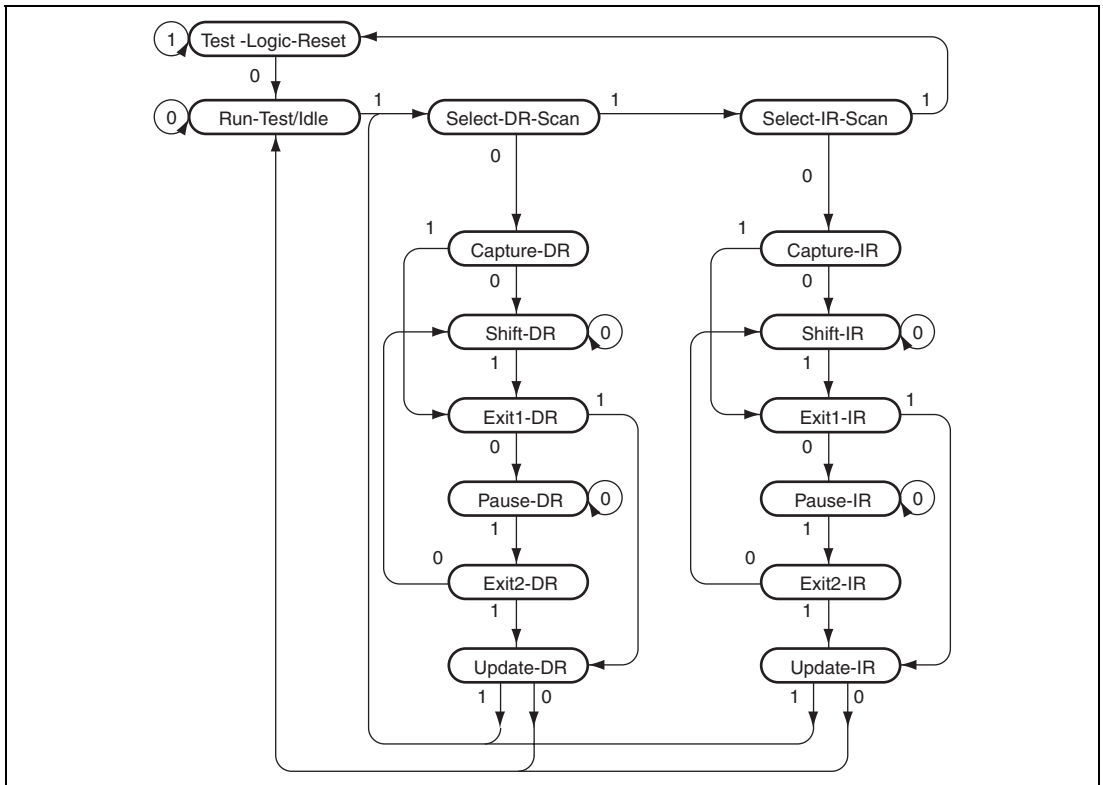 1 Test -Logic-Reset
0
0 Run-Test/Idle 1 Select-DR-Scan 1 Select-IR-Scan 1
0 0
1 Capture-DR 1 Capture-IR
0 0
Shift-DR 0 Shift-IR 0
1 1
Exit1-DR 1 Exit1-IR 1
0 0
Pause-DR 0 Pause-IR 0
1 1
0 Exit2-DR 0 Exit2-IR
1 1
Update-DR Update-IR
1 0 1 0